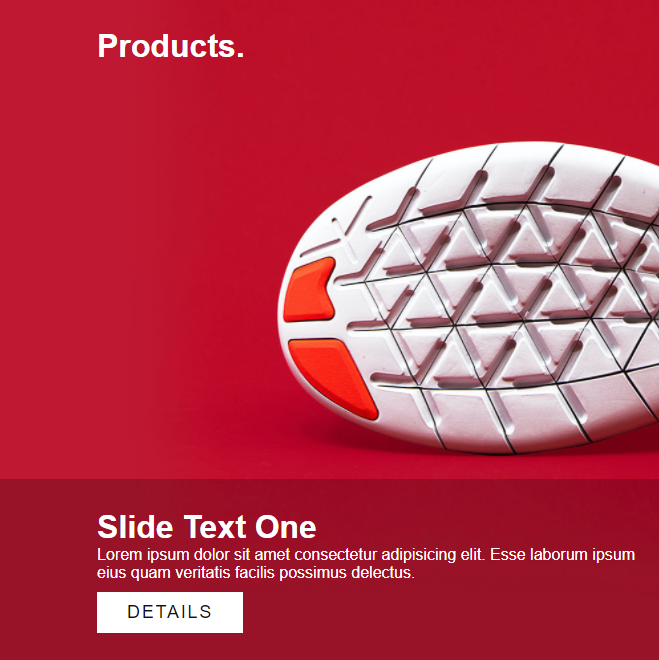 Products.
Slide Text One
Lorem ipsum dolor sit amet consectetur adipisicing elit. Esse laborum ipsum
eius quam veritatis facilis possimus delectus.
DETAILS